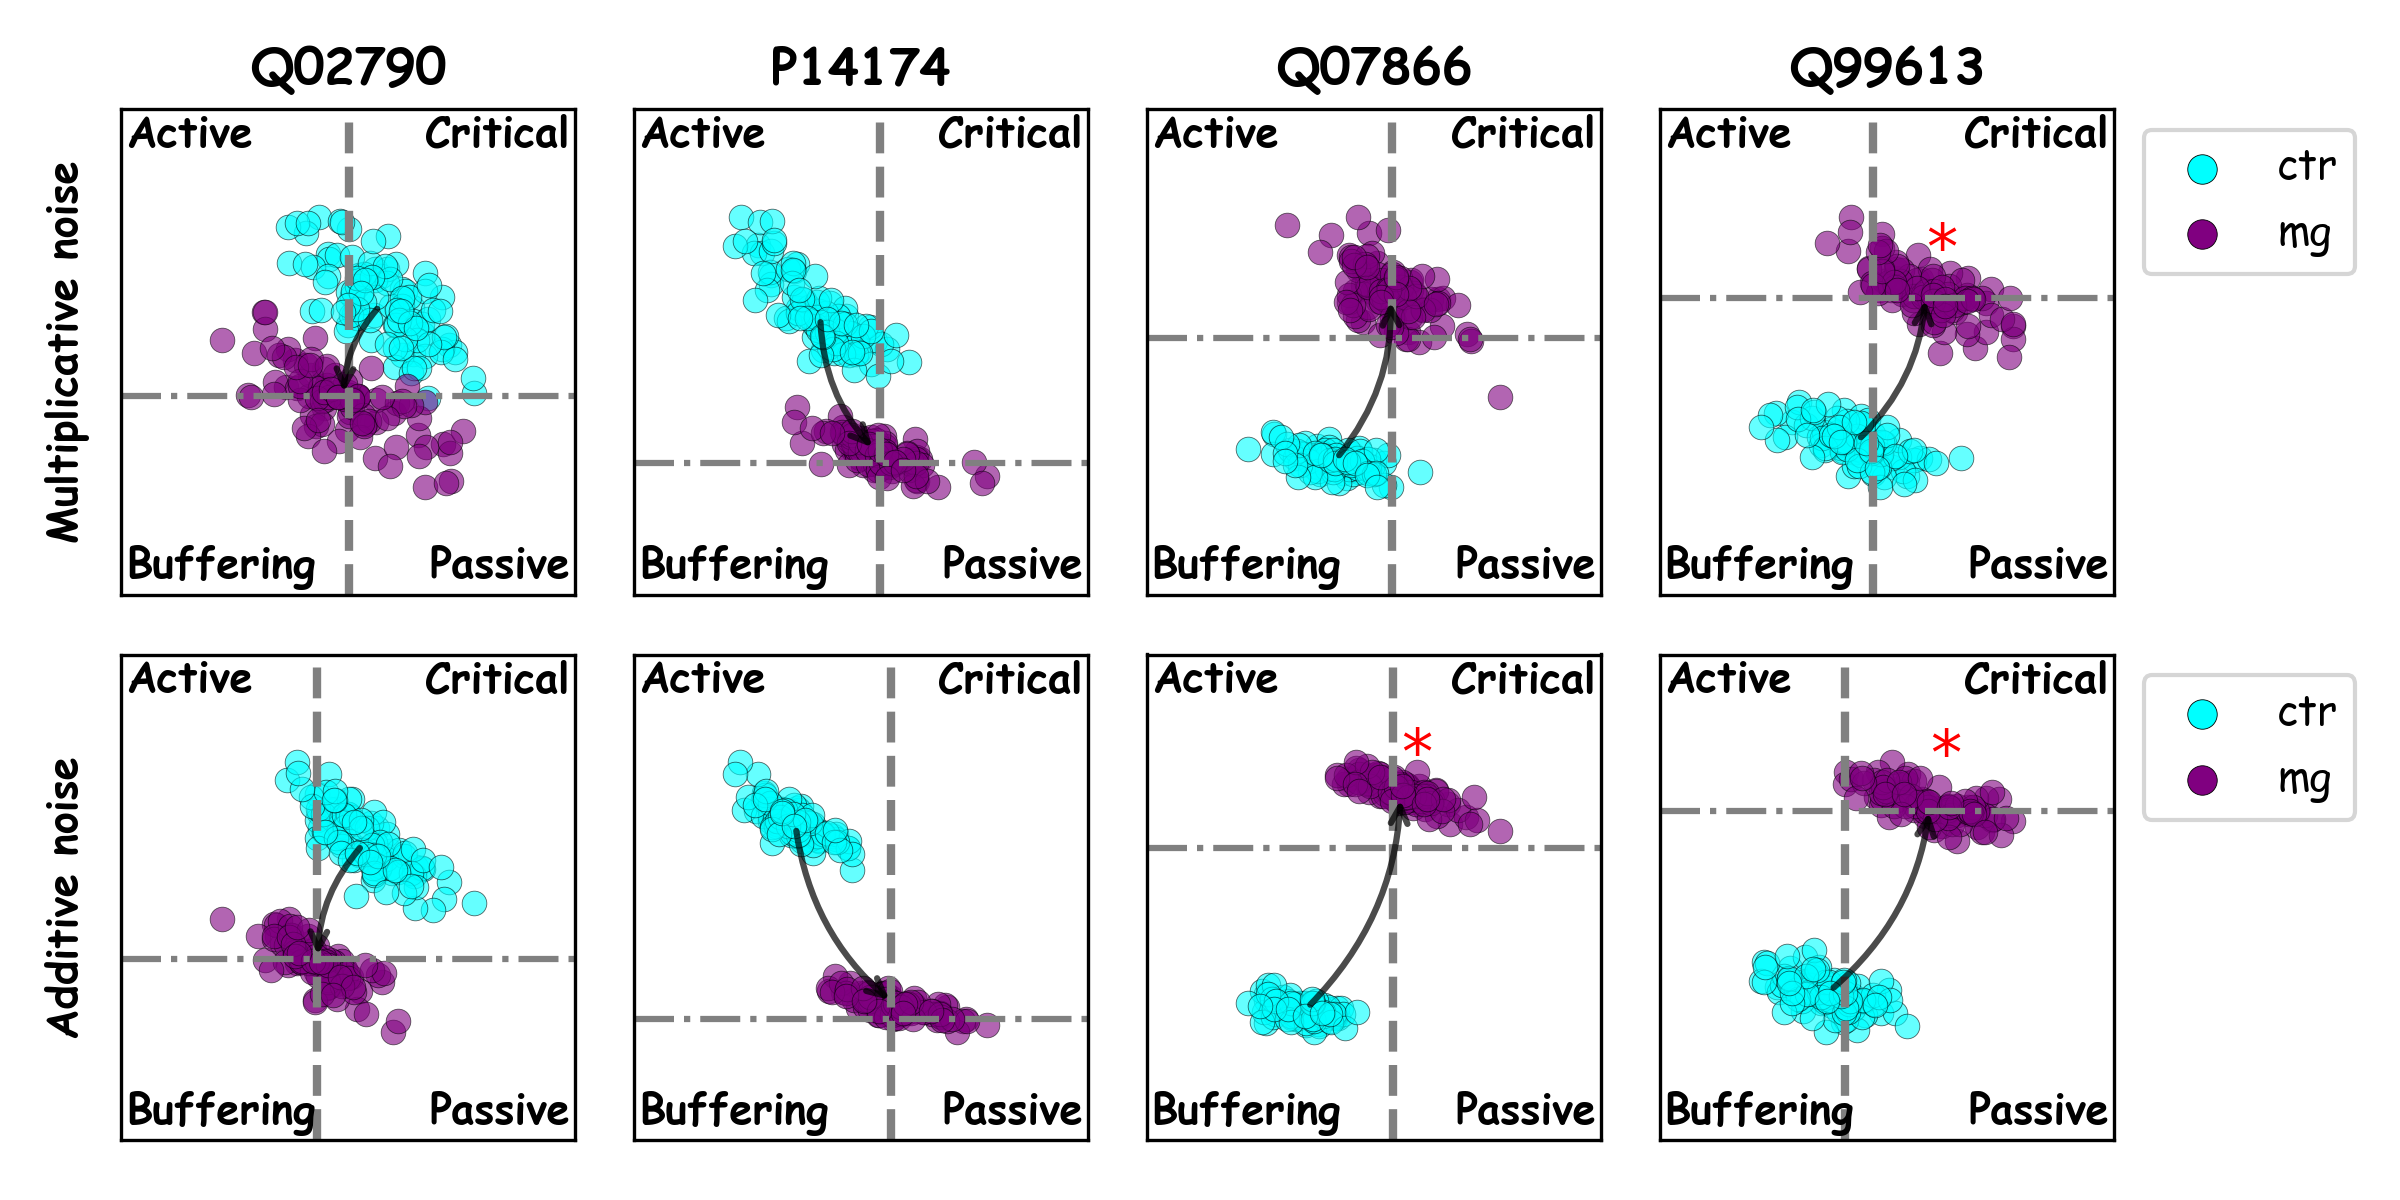 Q02790 P14174 Q07866 Q99613
Multiplicative noise
Active Critical Active Critical Active Critical Active Critical
ctr
mg
*
Buffering Passive Buffering Passive Buffering Passive Buffering Passive
Additive noise
Active Critical Active Critical Active Critical Active Critical
ctr
* *
mg
Buffering Passive Buffering Passive Buffering Passive Buffering Passive